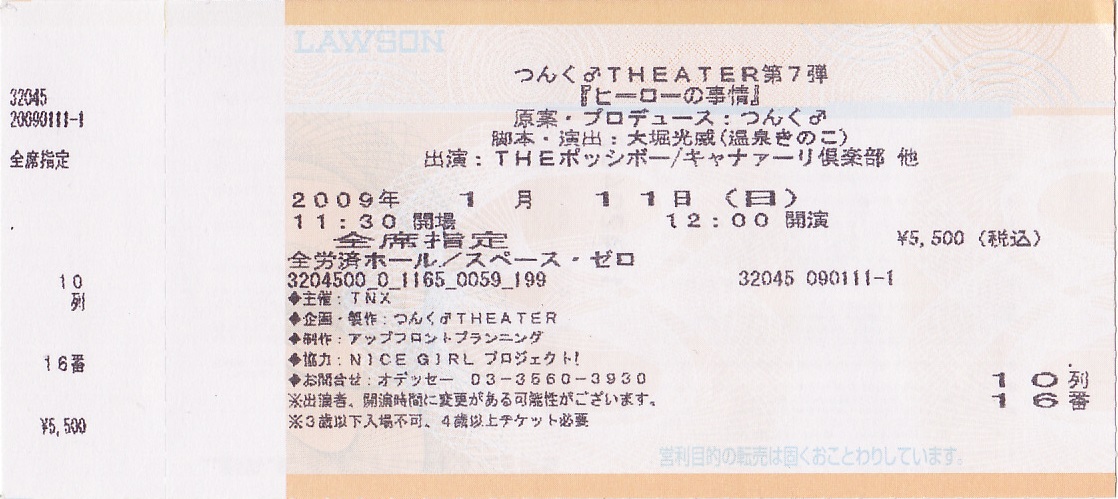 32045
20090111-1
全席指定
10
列
16番
¥5,500
LAWSON
つんく♂THEATER第7弾
『ヒーローの事情』
原案・プロデュース:つんく♂
脚本・演出:大堀光威(温泉きのこ)
出演:THEポッシボー/キャナァーリ倶楽部 他
2009年 1月 11日(日)
11:30 開場 12:00 開演
全席指定 ¥5,500 (税込)
全労済ホール/スペース・ゼロ
3204500_0_1165_0059_199 32045 090111-1
◆主催:TNX
◆企画・製作:つんく♂THEATER
◆制作:アップフロントプランニング
◆協力:NICE GIRL プロジェクト!
◆お問合せ:オデッセー 03-3560-3930
※出演者、開演時間に変更がある可能性がございます。
※3歳以下入場不可、4歳以上チケット必要
10列
16番
営利目的の転売は固くおことわりしています。